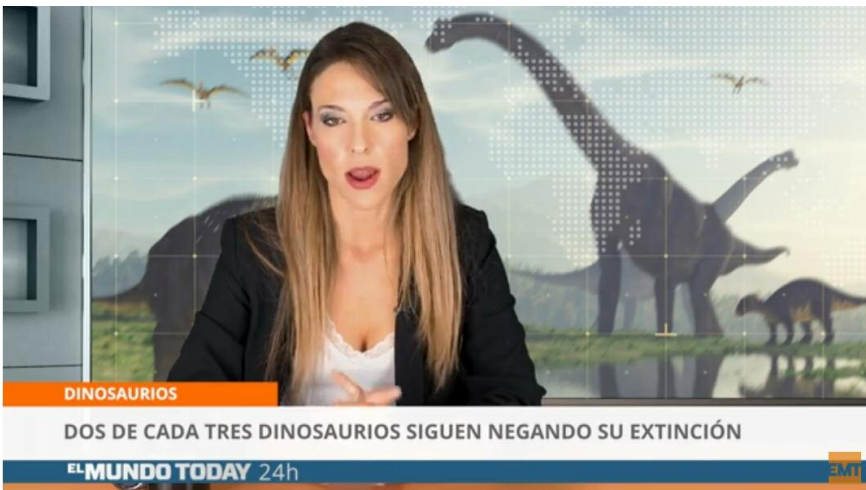 DINOSAURIOS
DOS DE CADA TRES DINOSAURIOS SIGUEN NEGANDO SU EXTINCIÓN
EL MUNDO TODAY 24h
EMT